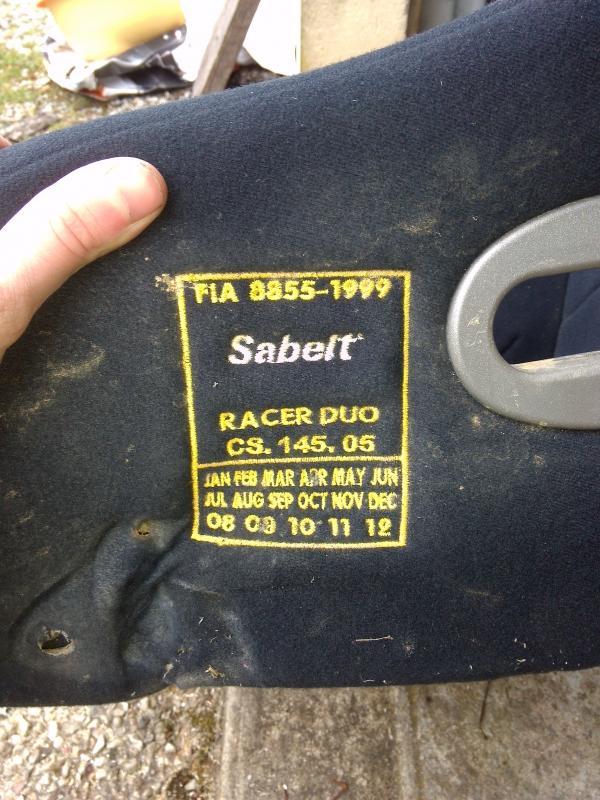 FIA 8855-1999
Sabelt
RACER DUO
CS. 145. 05
JAN FEB MAR APR MAY JUN
JUL AUG SEP OCT NOV DEC
08 09 10 11 12